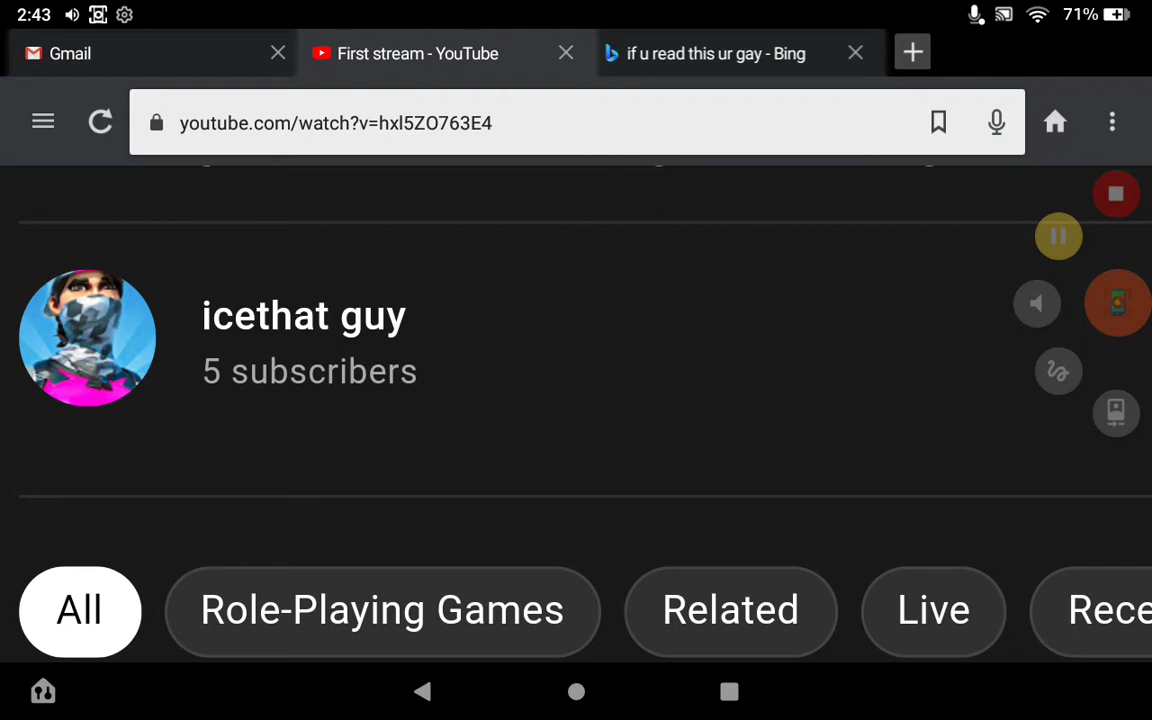 2:43
71%
Gmail
First stream - YouTube
if u read this ur gay - Bing
youtube.com/watch?v=hxl5ZO763E4
icethat guy
5 subscribers
All
Role-Playing Games
Related
Live
Rece